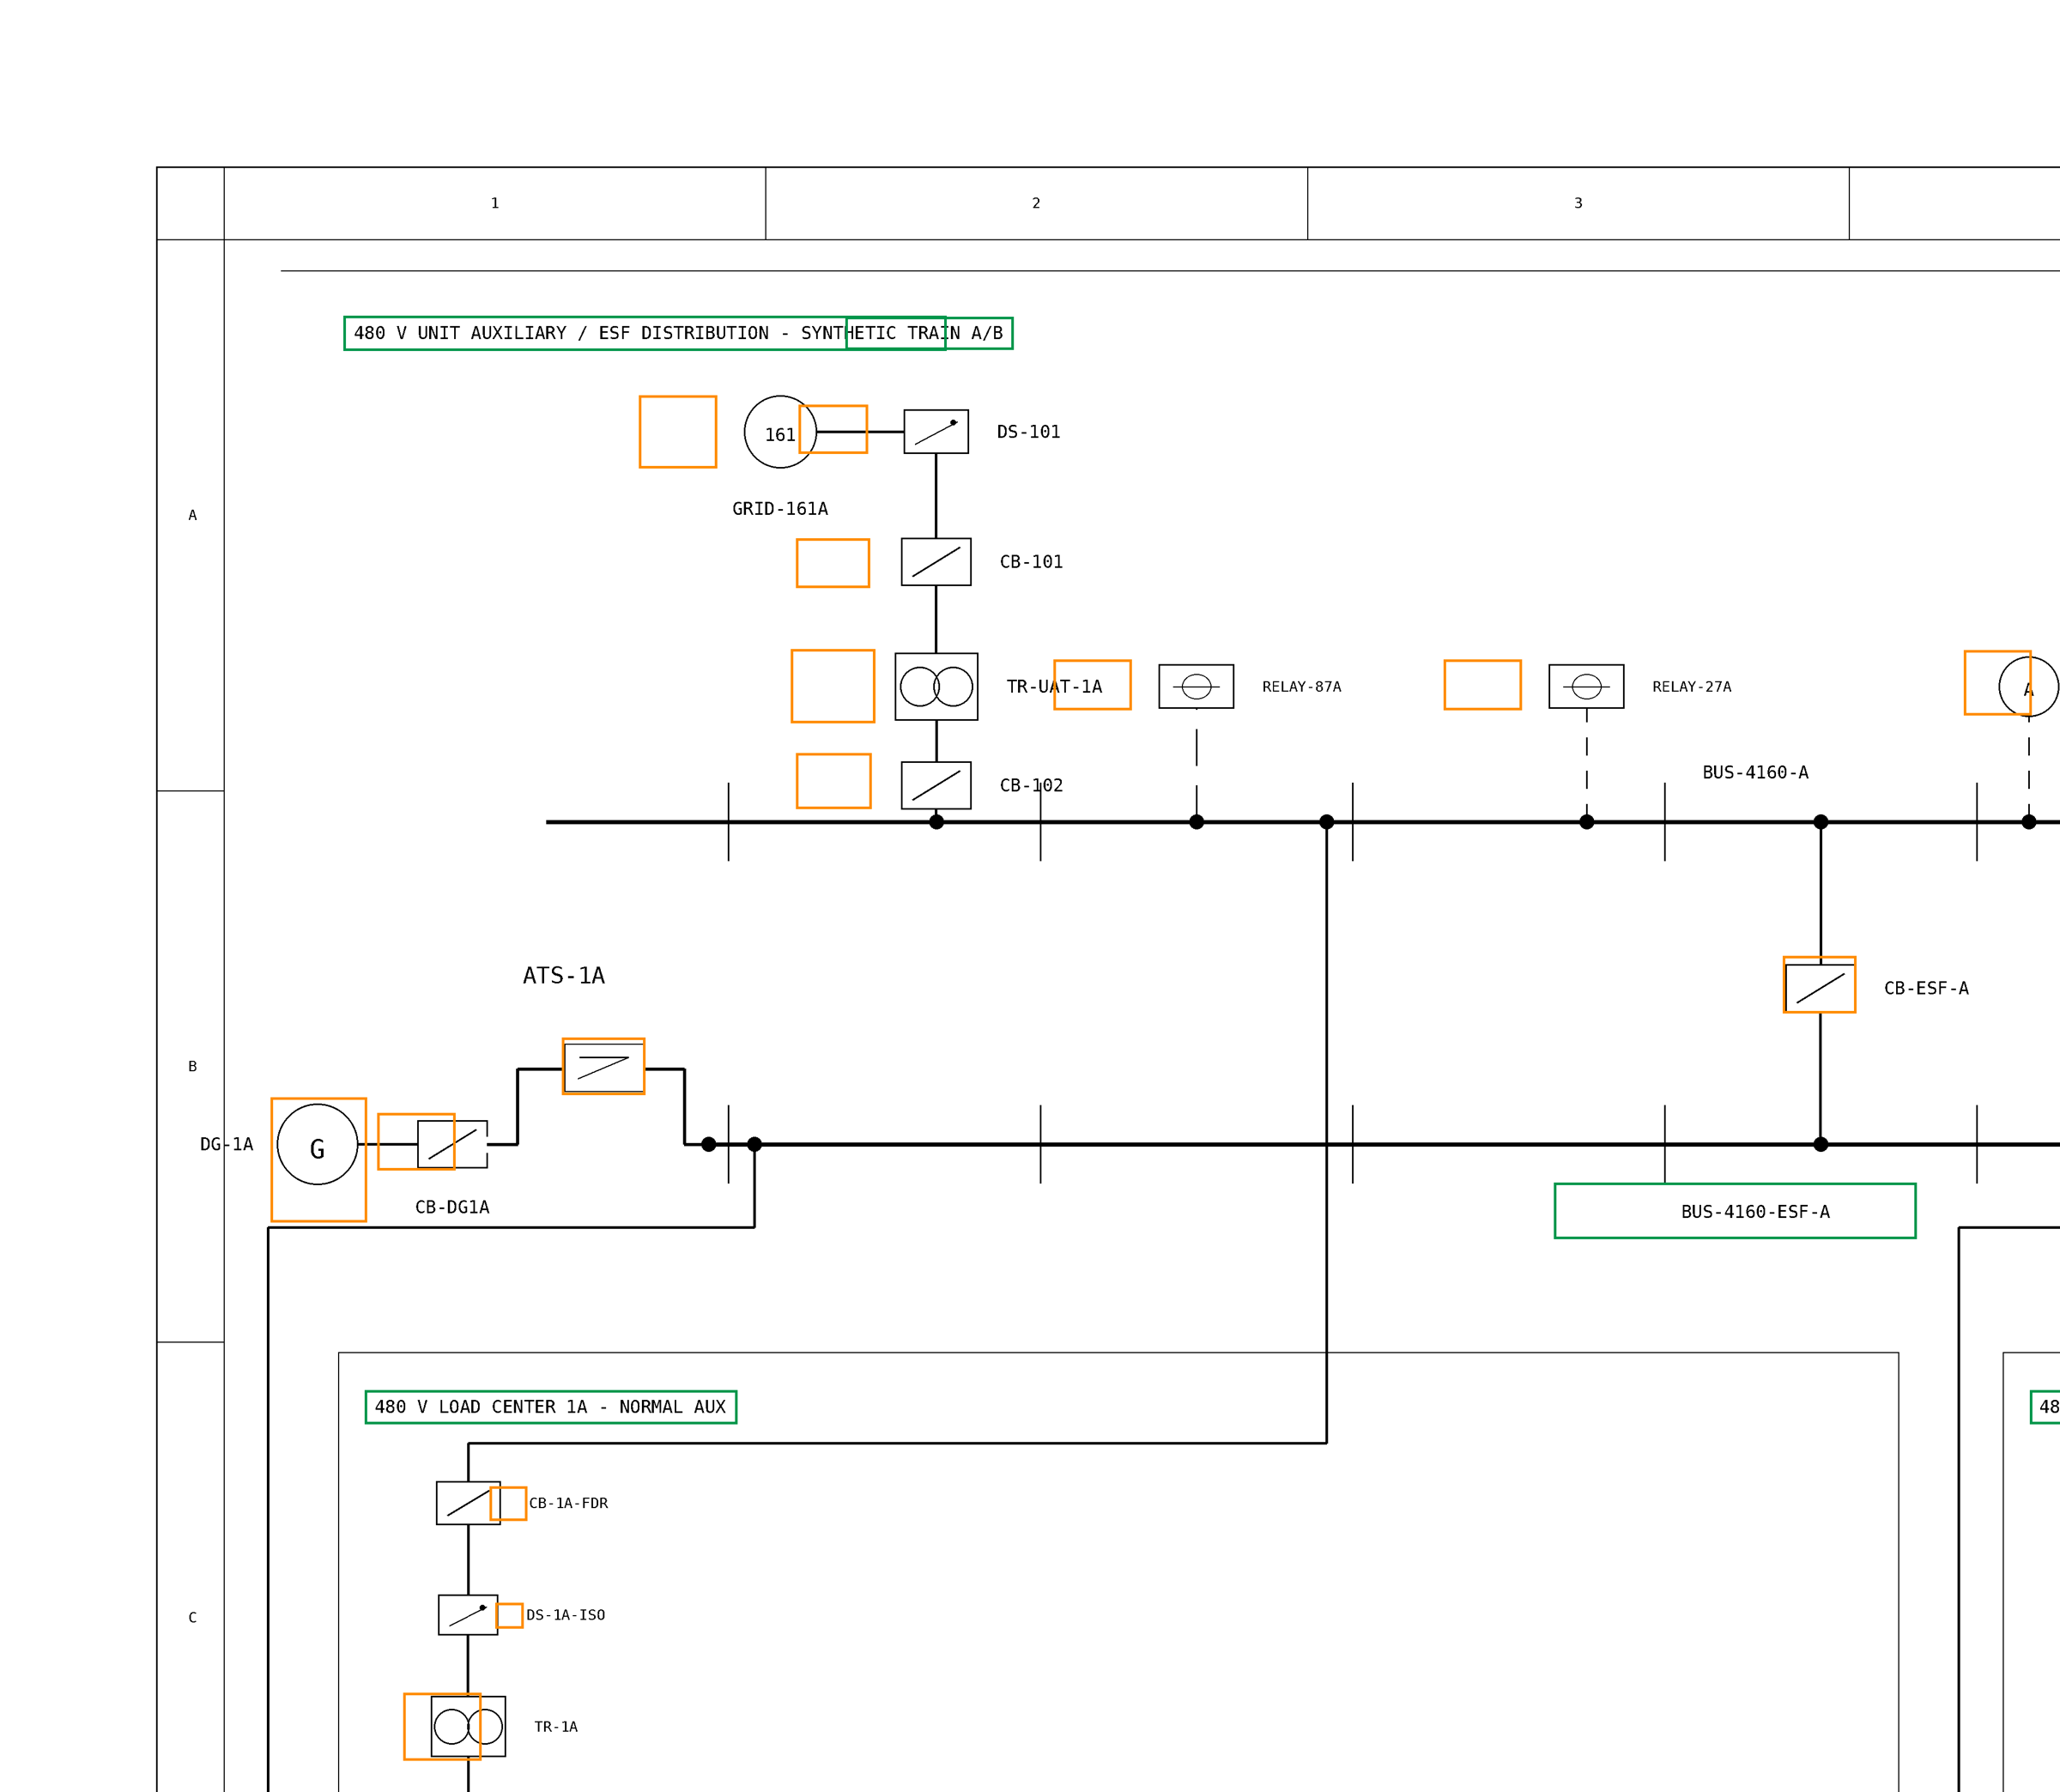 1
2
3
480 V UNIT AUXILIARY / ESF DISTRIBUTION - SYNTHETIC TRAIN A/B
161
DS-101
GRID-161A
A
CB-101
TR-UAT-1A
RELAY-87A
RELAY-27A
A
BUS-4160-A
CB-102
ATS-1A
CB-ESF-A
B
DG-1A
G
CB-DG1A
BUS-4160-ESF-A
480 V LOAD CENTER 1A - NORMAL AUX
48
CB-1A-FDR
DS-1A-ISO
C
TR-1A